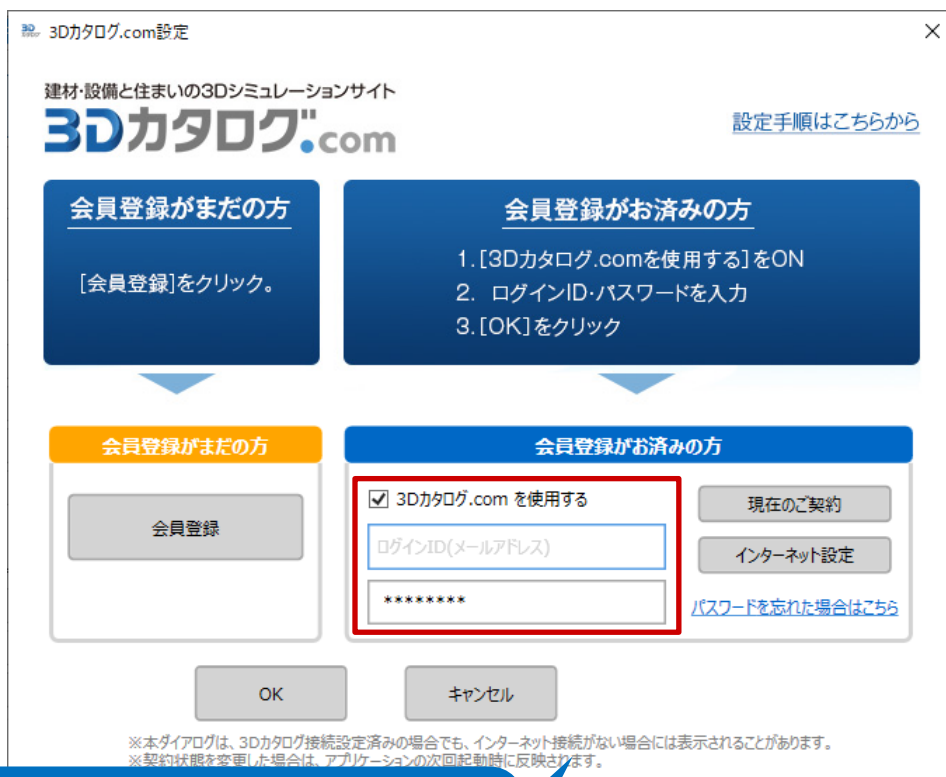 3Dカタログ.com設定
建材・設備と住まいの3Dシミュレーションサイト
3Dカタログ.com
設定手順はこちらから
会員登録がまだの方
[会員登録]をクリック。
会員登録がお済みの方
1.[3Dカタログ.comを使用する]をON
2. ログインID・パスワードを入力
3.[OK]をクリック
会員登録がまだの方
会員登録
会員登録がお済みの方
3Dカタログ.com を使用する
ログインID(メールアドレス)
********
現在のご契約
インターネット設定
パスワードを忘れた場合はこちら
OK
キャンセル
※本ダイアログは、3Dカタログ接続設定済みの場合でも、インターネット接続がない場合には表示されることがあります。
※契約状態を変更した場合は、アプリケーションの次回起動時に反映されます。